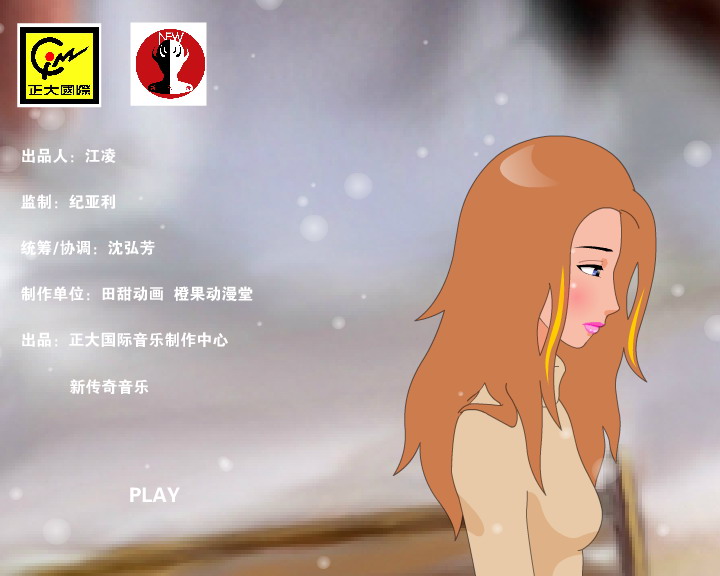 正大國際
NEW
出品人：江凌
监制：纪亚利
统筹/协调：沈弘芳
制作单位：田甜动画 橙果动漫堂
出品：正大国际音乐制作中心
新传奇音乐
PLAY